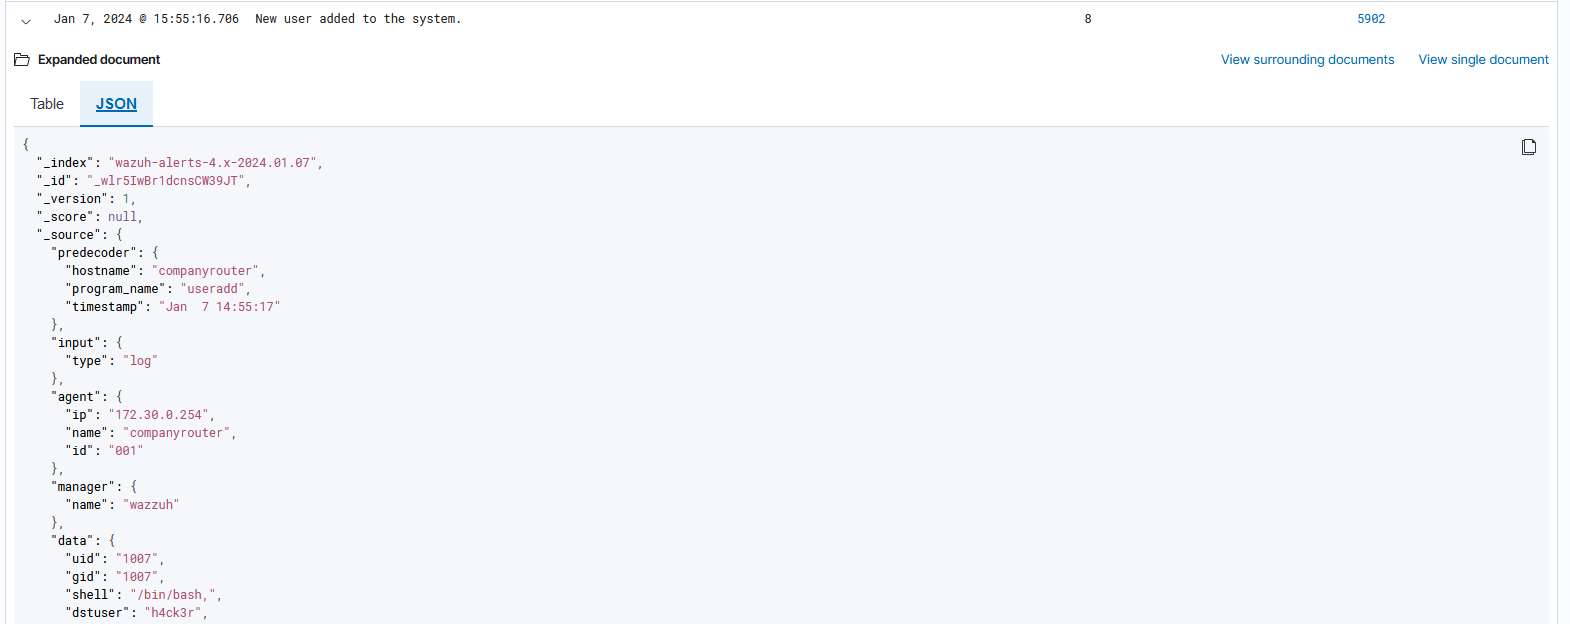 Jan 7, 2024 @ 15:55:16.706 New user added to the system. 8 5902
Expanded document View surrounding documents View single document
Table JSON
{
"_index": "wazuh-alerts-4.x-2024.01.07",
"_id": "_wlr5IwBr1dcnsCW39JT",
"_version": 1,
"_score": null,
"_source": {
"predecoder": {
"hostname": "companyrouter",
"program_name": "useradd",
"timestamp": "Jan  7 14:55:17"
},
"input": {
"type": "log"
},
"agent": {
"ip": "172.30.0.254",
"name": "companyrouter",
"id": "001"
},
"manager": {
"name": "wazzuh"
},
"data": {
"uid": "1007",
"gid": "1007",
"shell": "/bin/bash,",
"dstuser": "h4ck3r",